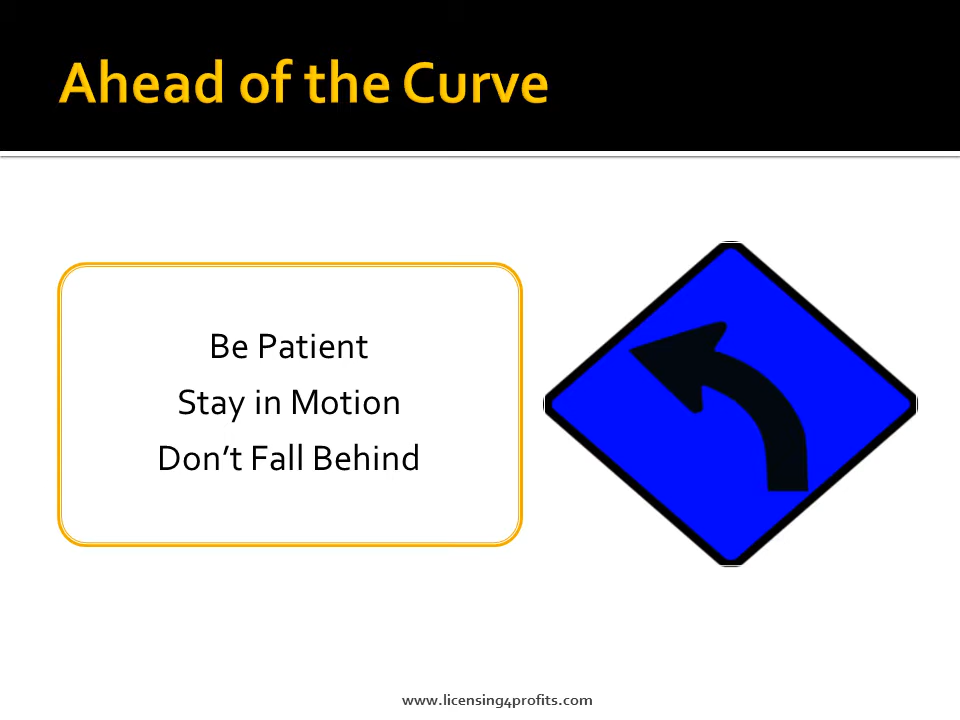 Ahead of the Curve
Be Patient
Stay in Motion
Don’t Fall Behind
www.licensing4profits.com